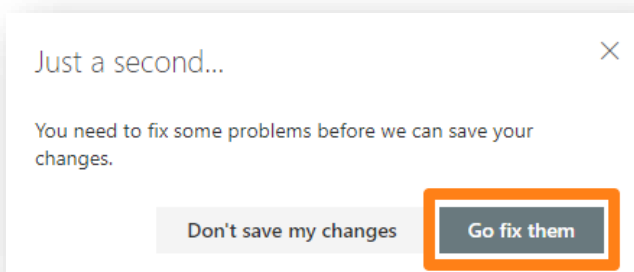 Just a second...
You need to fix some problems before we can save your
changes.
Don't save my changes
Go fix them